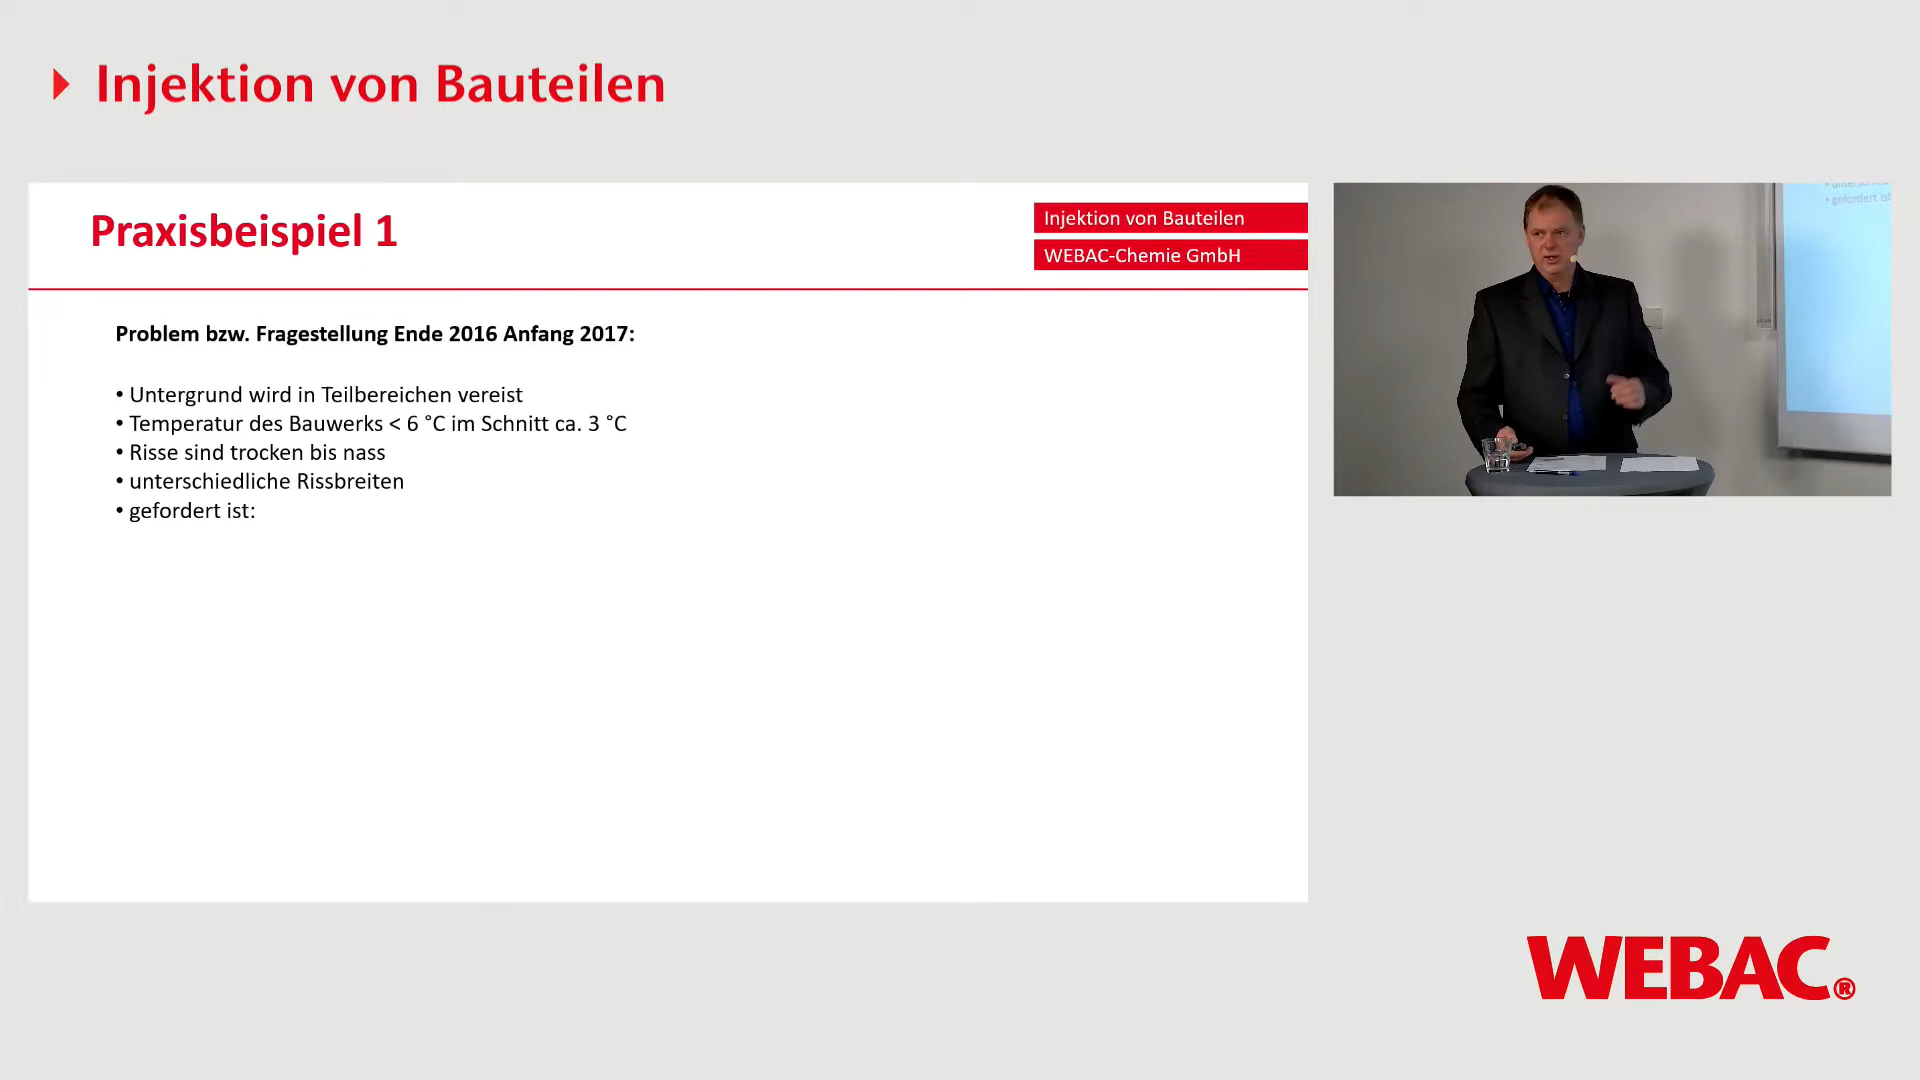 Injektion von Bauteilen
Praxisbeispiel 1
Injektion von Bauteilen
WEBAC-Chemie GmbH
Problem bzw. Fragestellung Ende 2016 Anfang 2017:
• Untergrund wird in Teilbereichen vereist
• Temperatur des Bauwerks < 6 °C im Schnitt ca. 3 °C
• Risse sind trocken bis nass
• unterschiedliche Rissbreiten
• gefordert ist:
• gefordert ist
WEBAC®